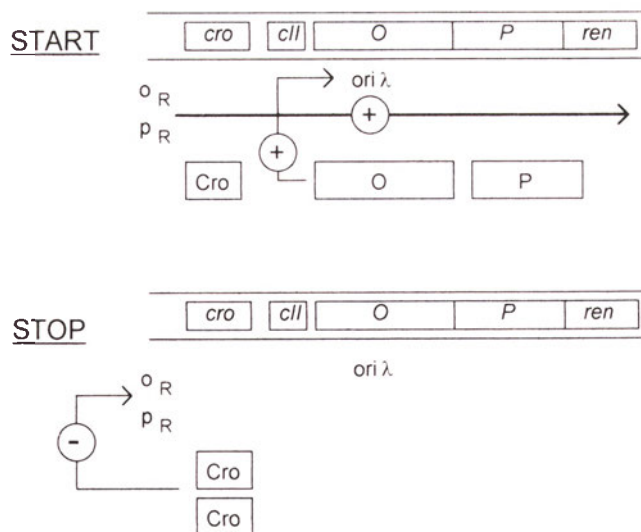 START
cro cII O P ren
ori λ
o R
p R
+
+
Cro O P
STOP
cro cII O P ren
ori λ
o R
p R
-
Cro
Cro